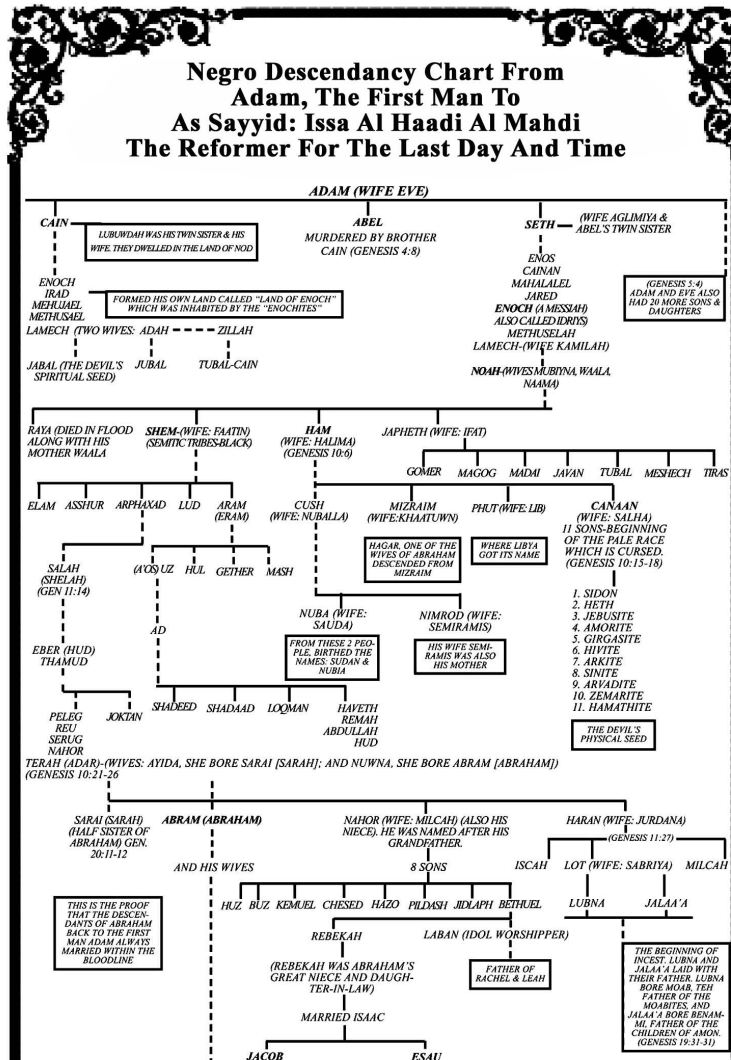 Negro Descendancy Chart From
Adam, The First Man To
As Sayyid: Issa Al Haadi Al Mahdi
The Reformer For The Last Day And Time
ADAM (WIFE EVE)
CAIN
LUBUWDAH WAS HIS TWIN SISTER & HIS
WIFE. THEY DWELLED IN THE LAND OF NOD
ABEL
MURDERED BY BROTHER
CAIN (GENESIS 4:8)
SETH
(WIFE AGLIMIYA &
ABEL'S TWIN SISTER
ENOCH
IRAD
MEHUJAEL
METHUSAEL
FORMED HIS OWN LAND CALLED "LAND OF ENOCH"
WHICH WAS INHABITED BY THE "ENOCHITES"
LAMECH (TWO WIVES: ADAH ZILLAH
JABAL (THE DEVIL'S
SPIRITUAL SEED)
JUBAL
TUBAL-CAIN
ENOS
CAINAN
MAHALALEL
JARED
ENOCH (A MESSIAH)
ALSO CALLED IDRIYS)
METHUSELAH
LAMECH-(WIFE KAMILAH)
NOAH-(WIVES MUBIYNA, WAALA,
NAAMA)
(GENESIS 5:4)
ADAM AND EVE ALSO
HAD 20 MORE SONS &
DAUGHTERS
RAYA (DIED IN FLOOD
ALONG WITH HIS
MOTHER WAALA
SHEM-(WIFE: FAATIN)
(SEMITIC TRIBES-BLACK)
HAM
(WIFE: HALIMA)
(GENESIS 10:6)
JAPHETH (WIFE: IFAT)
GOMER
MAGOG
MADAI
JAVAN
TUBAL
MESHECH
TIRAS
ELAM
ASSHUR
ARPHAXAD
LUD
ARAM
(ERAM)
CUSH
(WIFE: NUBALLA)
MIZRAIM
(WIFE:KHAATUWN)
PHUT (WIFE: LIB)
CANAAN
(WIFE: SALHA)
11 SONS-BEGINNING
OF THE PALE RACE
WHICH IS CURSED.
(GENESIS 10:15-18)
HAGAR, ONE OF THE
WIVES OF ABRAHAM
DESCENDED FROM
MIZRAIM
WHERE LIBYA
GOT ITS NAME
SALAH
(SHELAH)
(GEN 11:14)
(A'OS) UZ
HUL
GETHER
MASH
1. SIDON
2. HETH
3. JEBUSITE
4. AMORITE
5. GIRGASITE
6. HIVITE
7. ARKITE
8. SINITE
9. ARVADITE
10. ZEMARITE
11. HAMATHITE
THE DEVIL'S
PHYSICAL SEED
NUBA (WIFE:
SAUDA)
FROM THESE 2 PEO-
PLE, BIRTHED THE
NAMES: SUDAN &
NUBIA
NIMROD (WIFE:
SEMIRAMIS)
HIS WIFE SEMI-
RAMIS WAS ALSO
HIS MOTHER
AD
EBER (HUD)
THAMUD
SHADEED
SHADAAD
LOQMAN
HAVETH
REMAH
ABDULLAH
HUD
PELEG
REU
SERUG
NAHOR
JOKTAN
TERAH (ADAR)-(WIVES: AYIDA, SHE BORE SARAI [SARAH]; AND NUWNA, SHE BORE ABRAM [ABRAHAM])
(GENESIS 10:21-26
SARAI (SARAH)
(HALF SISTER OF
ABRAHAM) GEN.
20:11-12
ABRAM (ABRAHAM)
AND HIS WIVES
NAHOR (WIFE: MILCAH) (ALSO HIS
NIECE). HE WAS NAMED AFTER HIS
GRANDFATHER.
8 SONS
HARAN (WIFE: JURDANA)
(GENESIS 11:27)
ISCAH
LOT (WIFE: SABRIYA)
MILCAH
LUBNA
JALAA'A
THIS IS THE PROOF
THAT THE DESCEN-
DANTS OF ABRAHAM
BACK TO THE FIRST
MAN ADAM ALWAYS
MARRIED WITHIN THE
BLOODLINE
HUZ
BUZ
KEMUEL
CHESED
HAZO
PILDASH
JIDLAPH
BETHUEL
REBEKAH
LABAN (IDOL WORSHIPPER)
(REBEKAH WAS ABRAHAM'S
GREAT NIECE AND DAUGH-
TER-IN-LAW)
FATHER OF
RACHEL & LEAH
THE BEGINNING OF
INCEST. LUBNA AND
JALAA'A LAID WITH
THEIR FATHER. LUBNA
BORE MOAB, TEH
FATHER OF THE
MOABITES, AND
JALAA'A BORE BENAM-
MI, FATHER OF THE
CHILDREN OF AMON.
(GENESIS 19:31-31)
MARRIED ISAAC
JACOB
ESAU